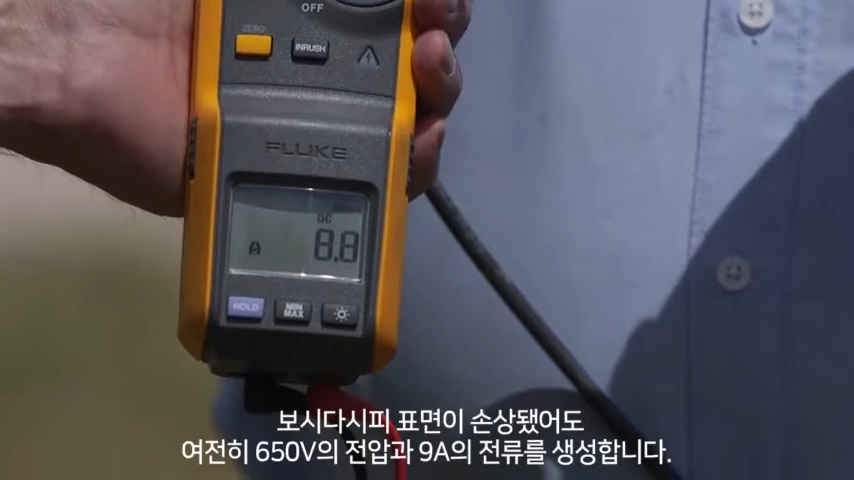 OFF
ZERO
INRUSH
FLUKE
DC
A 8.8
HOLD
MIN
MAX
보시다시피 표면이 손상됐어도
여전히 650V의 전압과 9A의 전류를 생성합니다.